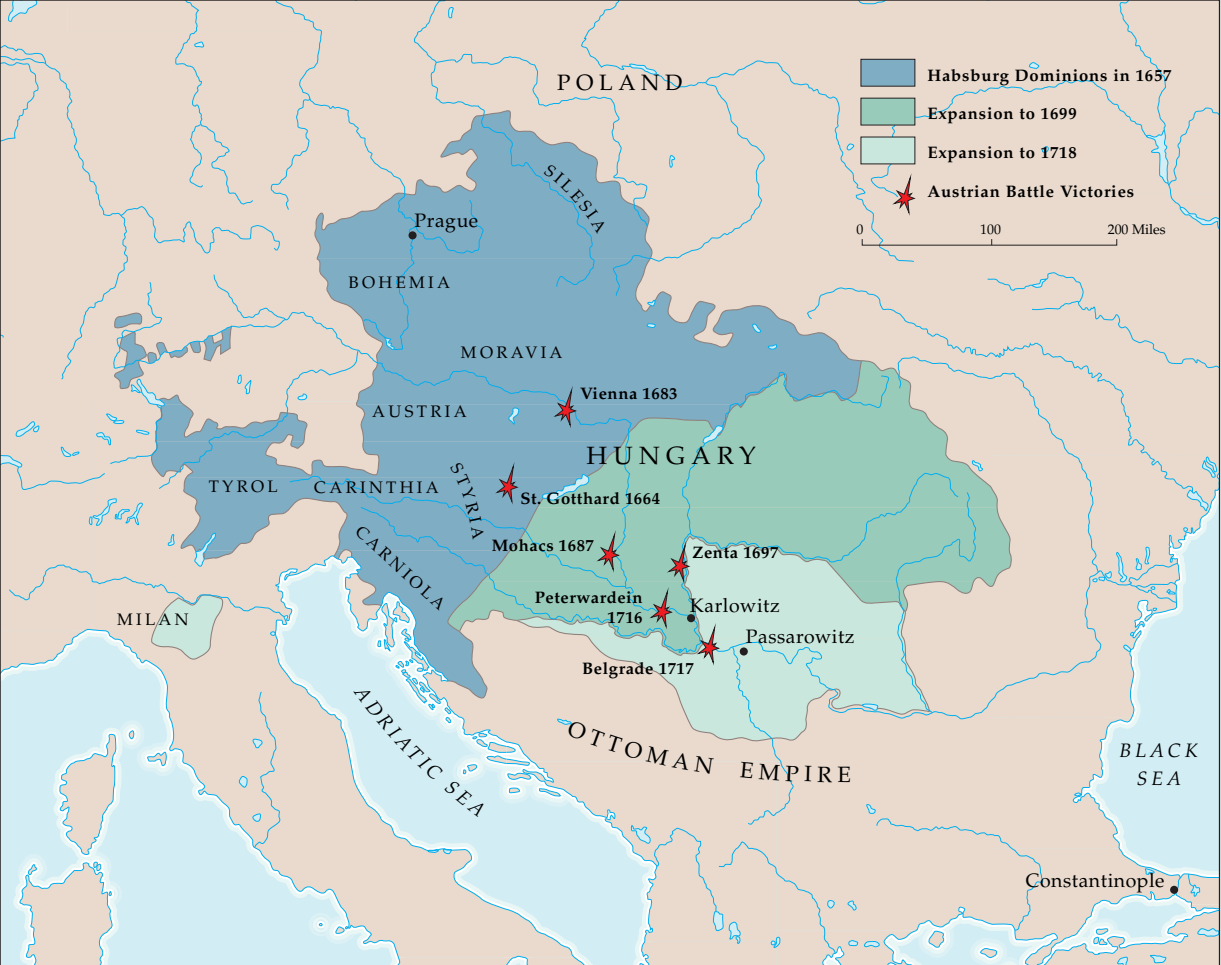 POLAND
Habsburg Dominions in 1657
Expansion to 1699
Expansion to 1718
Austrian Battle Victories
0 100 200 Miles
SILESIA
Prague
BOHEMIA
MORAVIA
Vienna 1683
AUSTRIA
HUNGARY
TYROL
CARINTHIA
STYRIA
St. Gotthard 1664
CARNIOLA
Mohacs 1687
Zenta 1697
Peterwardein
1716
Karlowitz
MILAN
Passarowitz
Belgrade 1717
ADRIATIC SEA
OTTOMAN EMPIRE
BLACK
SEA
Constantinople